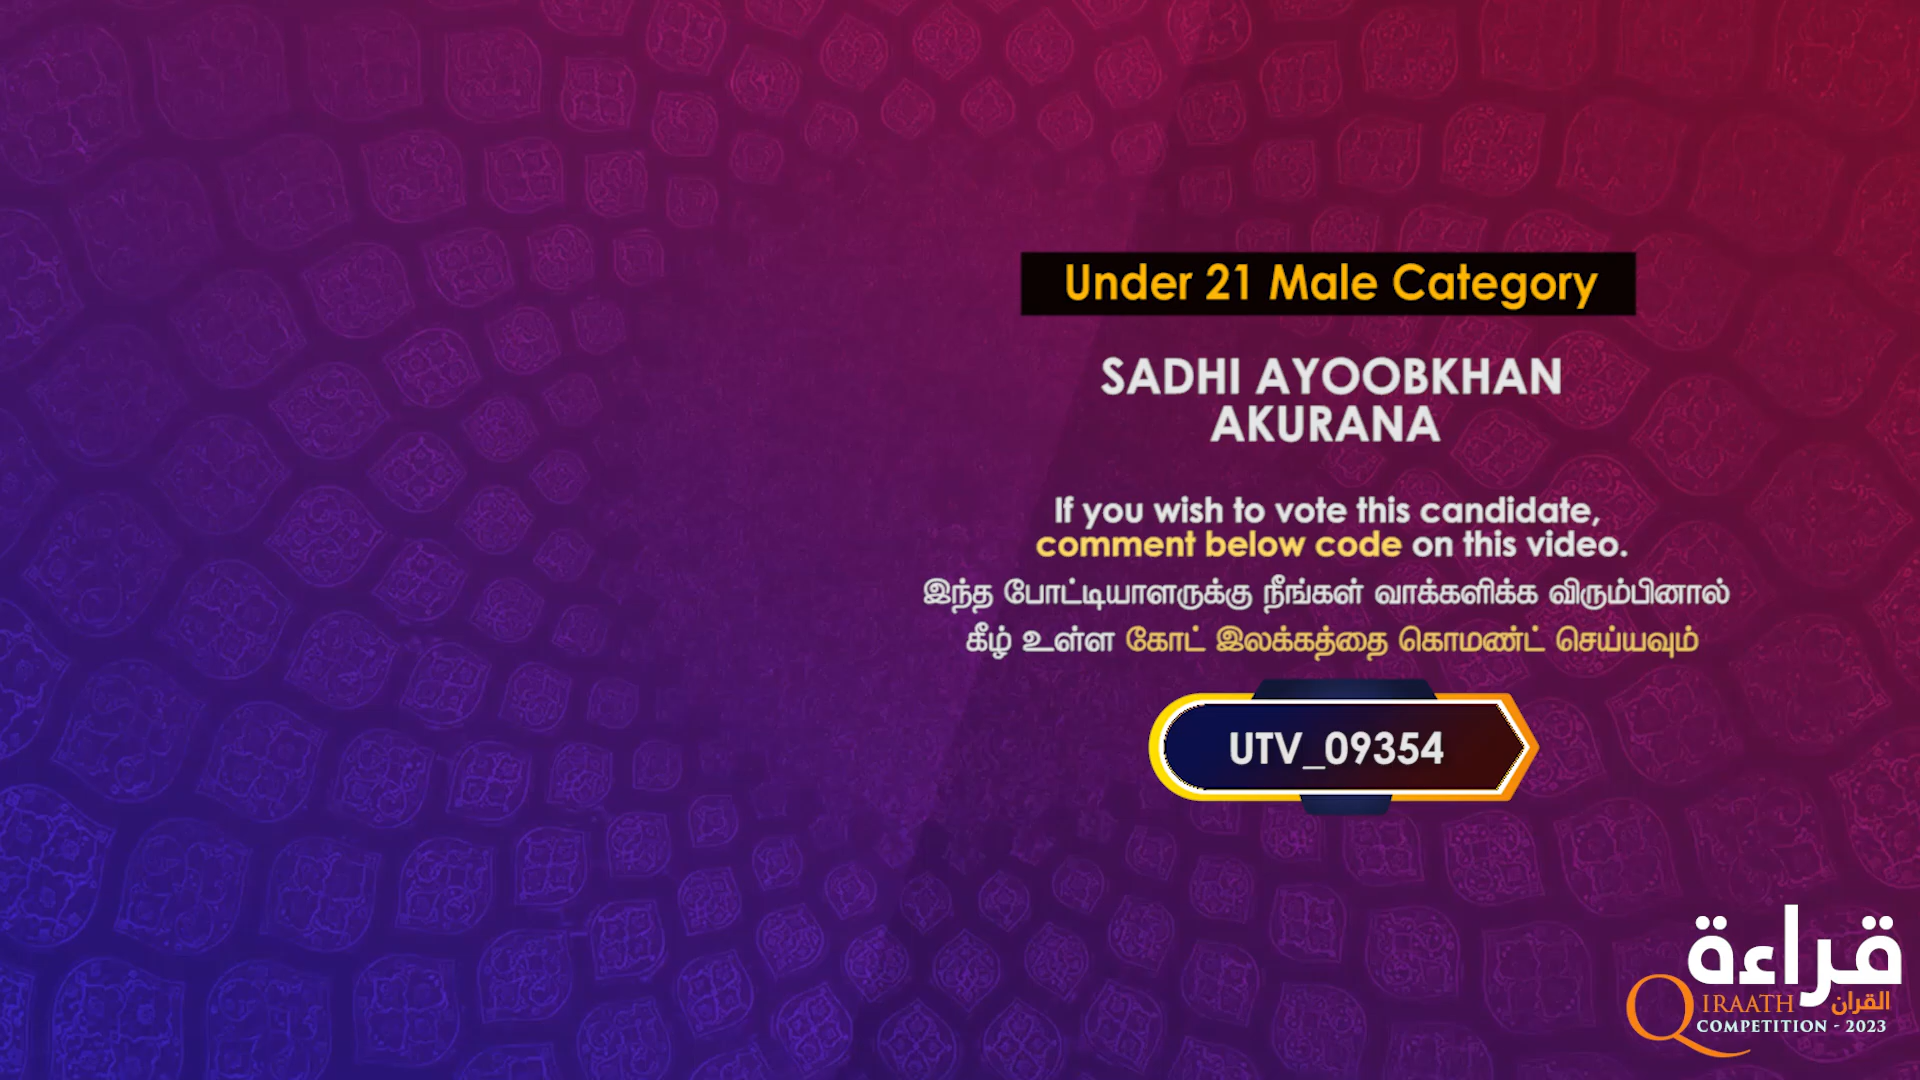 Under 21 Male Category
SADHI AYOOBKHAN
AKURANA
If you wish to vote this candidate,
comment below code on this video.
இந்த போட்டியாளருக்கு நீங்கள் வாக்களிக்க விரும்பினால்
கீழ் உள்ள கோட் இலக்கத்தை கொமண்ட் செய்யவும்
UTV_09354
قراءة
QIRAATH القران
COMPETITION - 2023